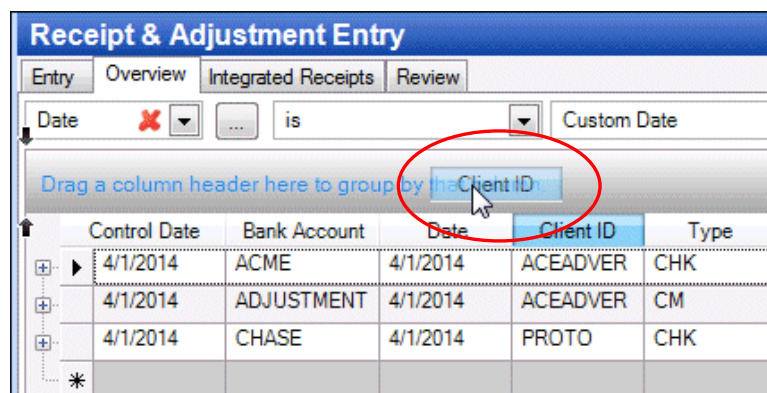 Receipt & Adjustment Entry
Entry Overview Integrated Receipts Review
Date ... is Custom Date
Drag a column header here to group by that Client ID
Control Date Bank Account Date Client ID Type
4/1/2014 ACME 4/1/2014 ACEADVER CHK
4/1/2014 ADJUSTMENT 4/1/2014 ACEADVER CM
4/1/2014 CHASE 4/1/2014 PROTO CHK